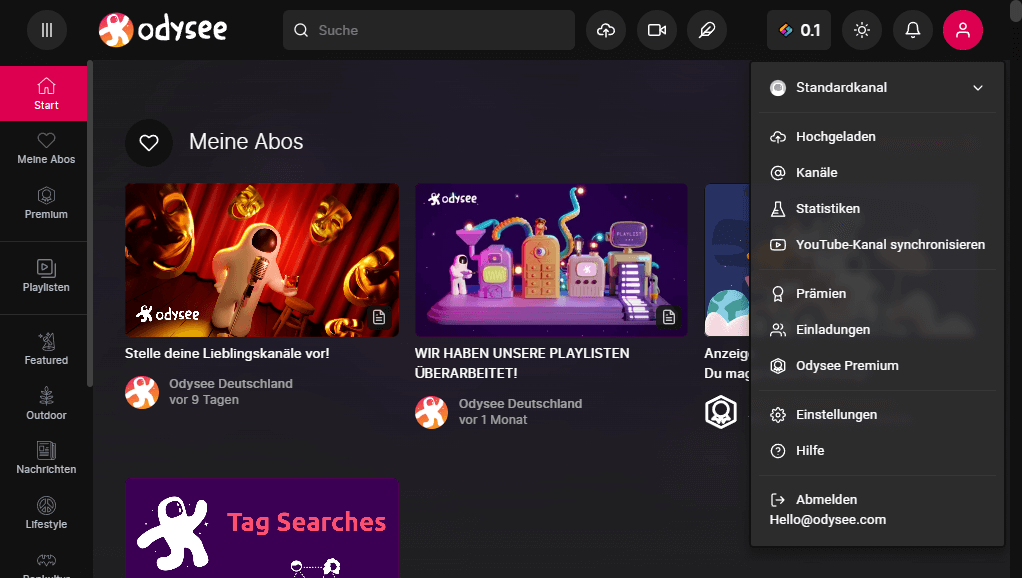 odysee
Suche
0.1
Start
Meine Abos
Premium
Playlisten
Featured
Outdoor
Nachrichten
Lifestyle
Meine Abos
odysee
Stelle deine Lieblingskanäle vor!
Odysee Deutschland
vor 9 Tagen
odysee
PLAYLIST
WIR HABEN UNSERE PLAYLISTEN
ÜBERARBEITET!
Odysee Deutschland
vor 1 Monat
Du
Tag Searches
Standardkanal
Hochgeladen
Kanäle
Statistiken
YouTube-Kanal synchronisieren
Prämien
Einladungen
Odysee Premium
Einstellungen
Hilfe
Abmelden
Hello@odysee.com